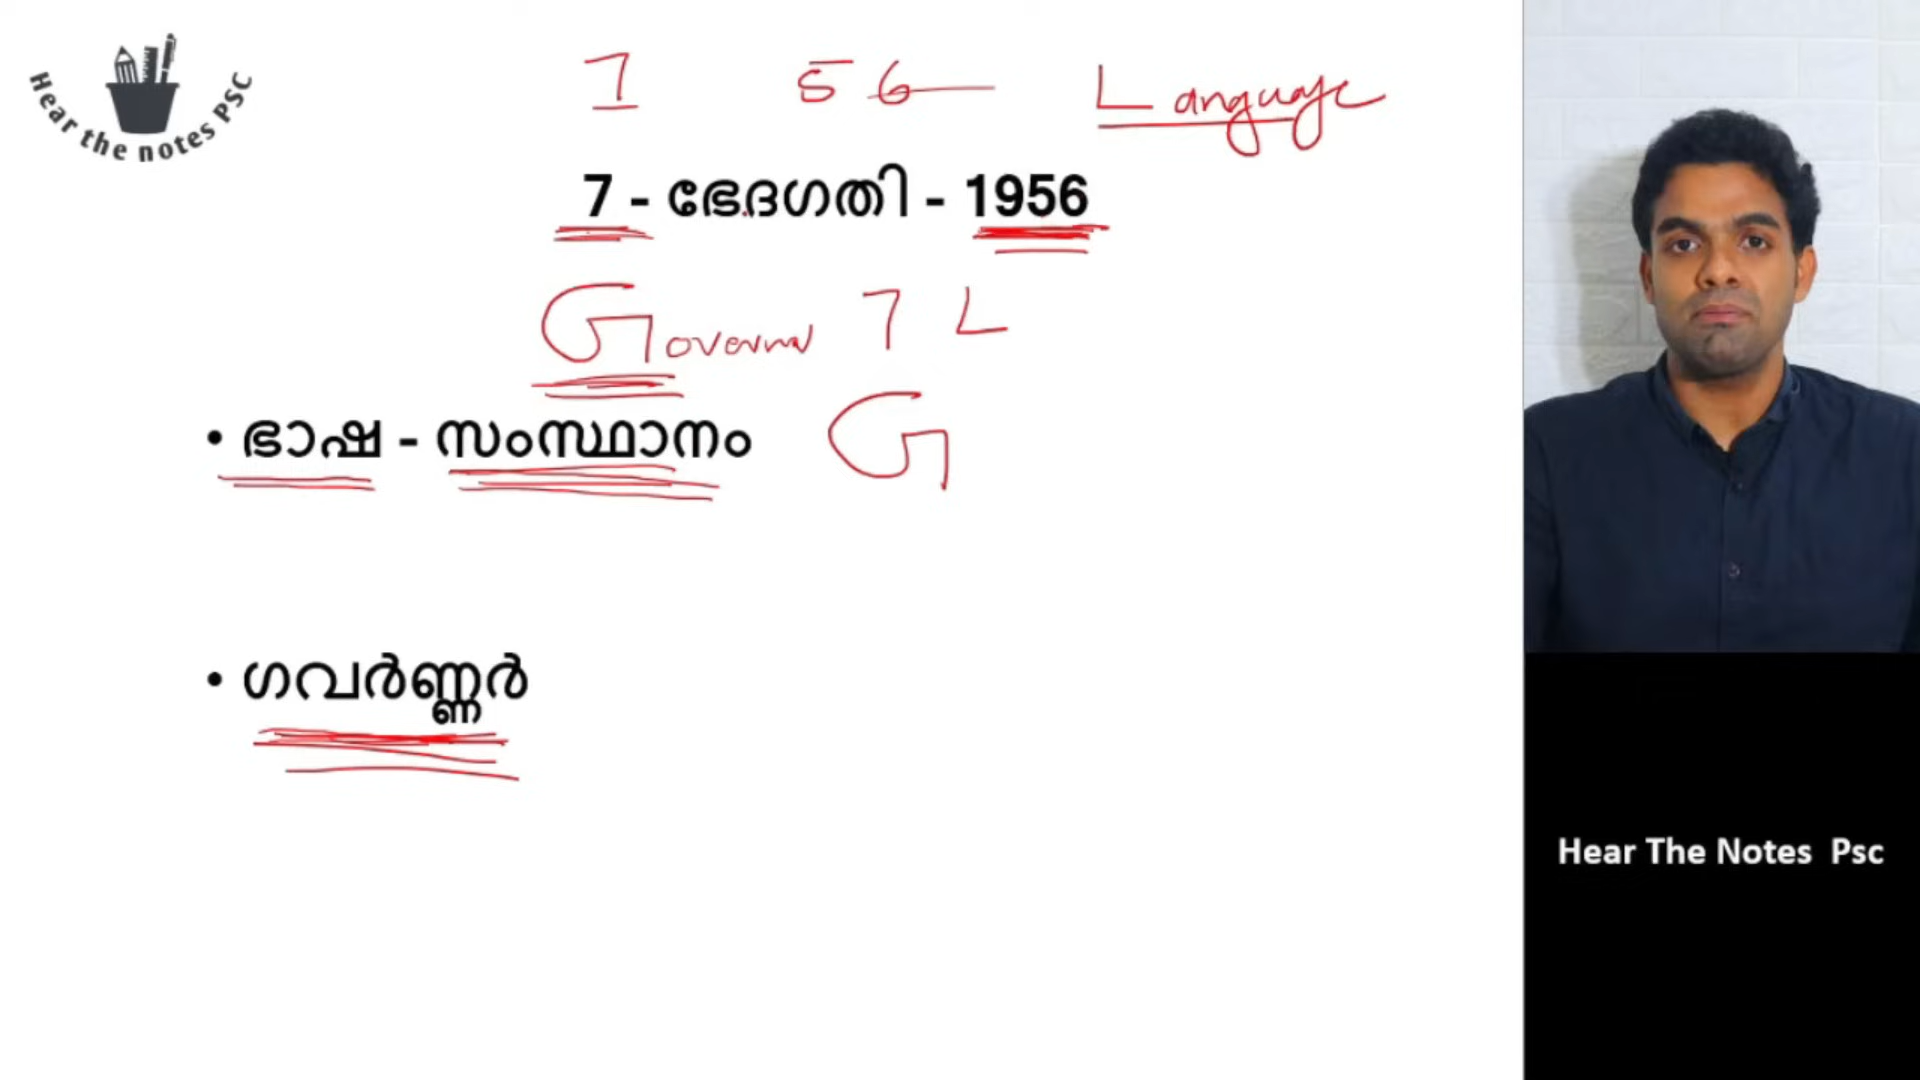 Hear the notes PSC
7 56 Language
7 - ഭേദഗതി - 1956
Governor 7 L
• ഭാഷ - സംസ്ഥാനം G
• ഗവർണ്ണർ
Hear The Notes Psc